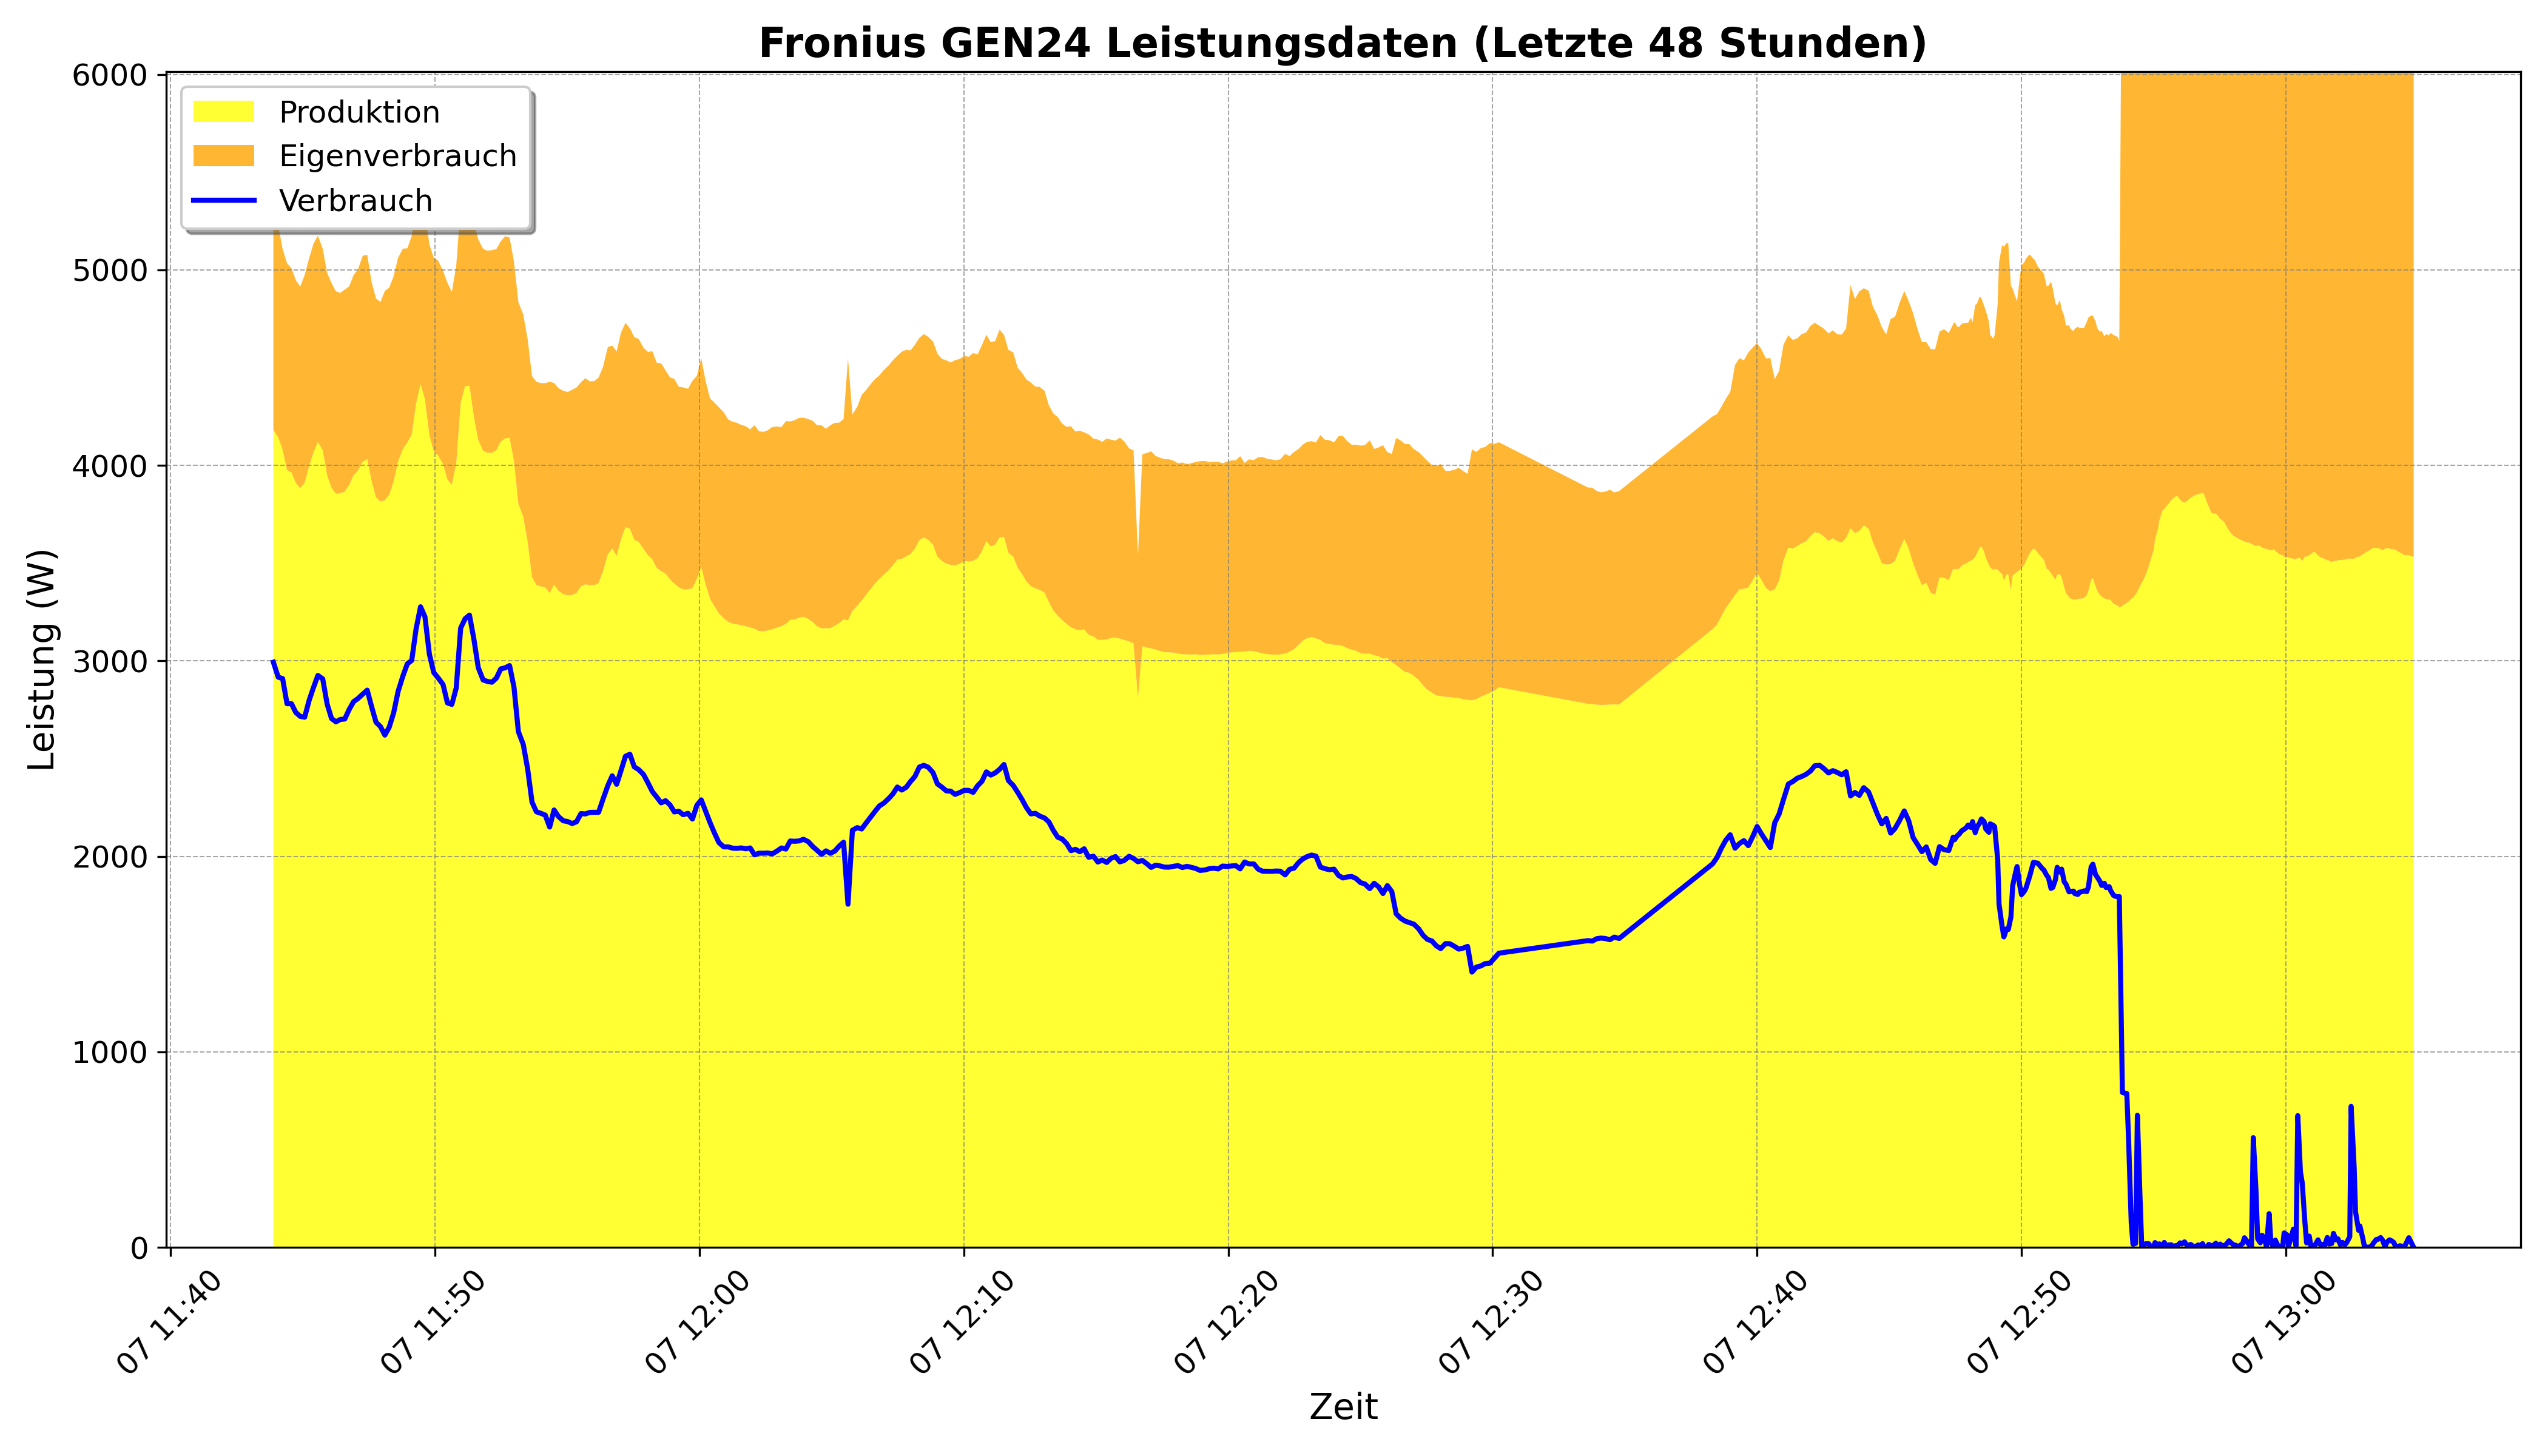 Fronius GEN24 Leistungsdaten (Letzte 48 Stunden)
6000
5000
4000
3000
2000
1000
0
Leistung (W)
Produktion
Eigenverbrauch
Verbrauch
07 11:40
07 11:50
07 12:00
07 12:10
07 12:20
07 12:30
07 12:40
07 12:50
07 13:00
Zeit